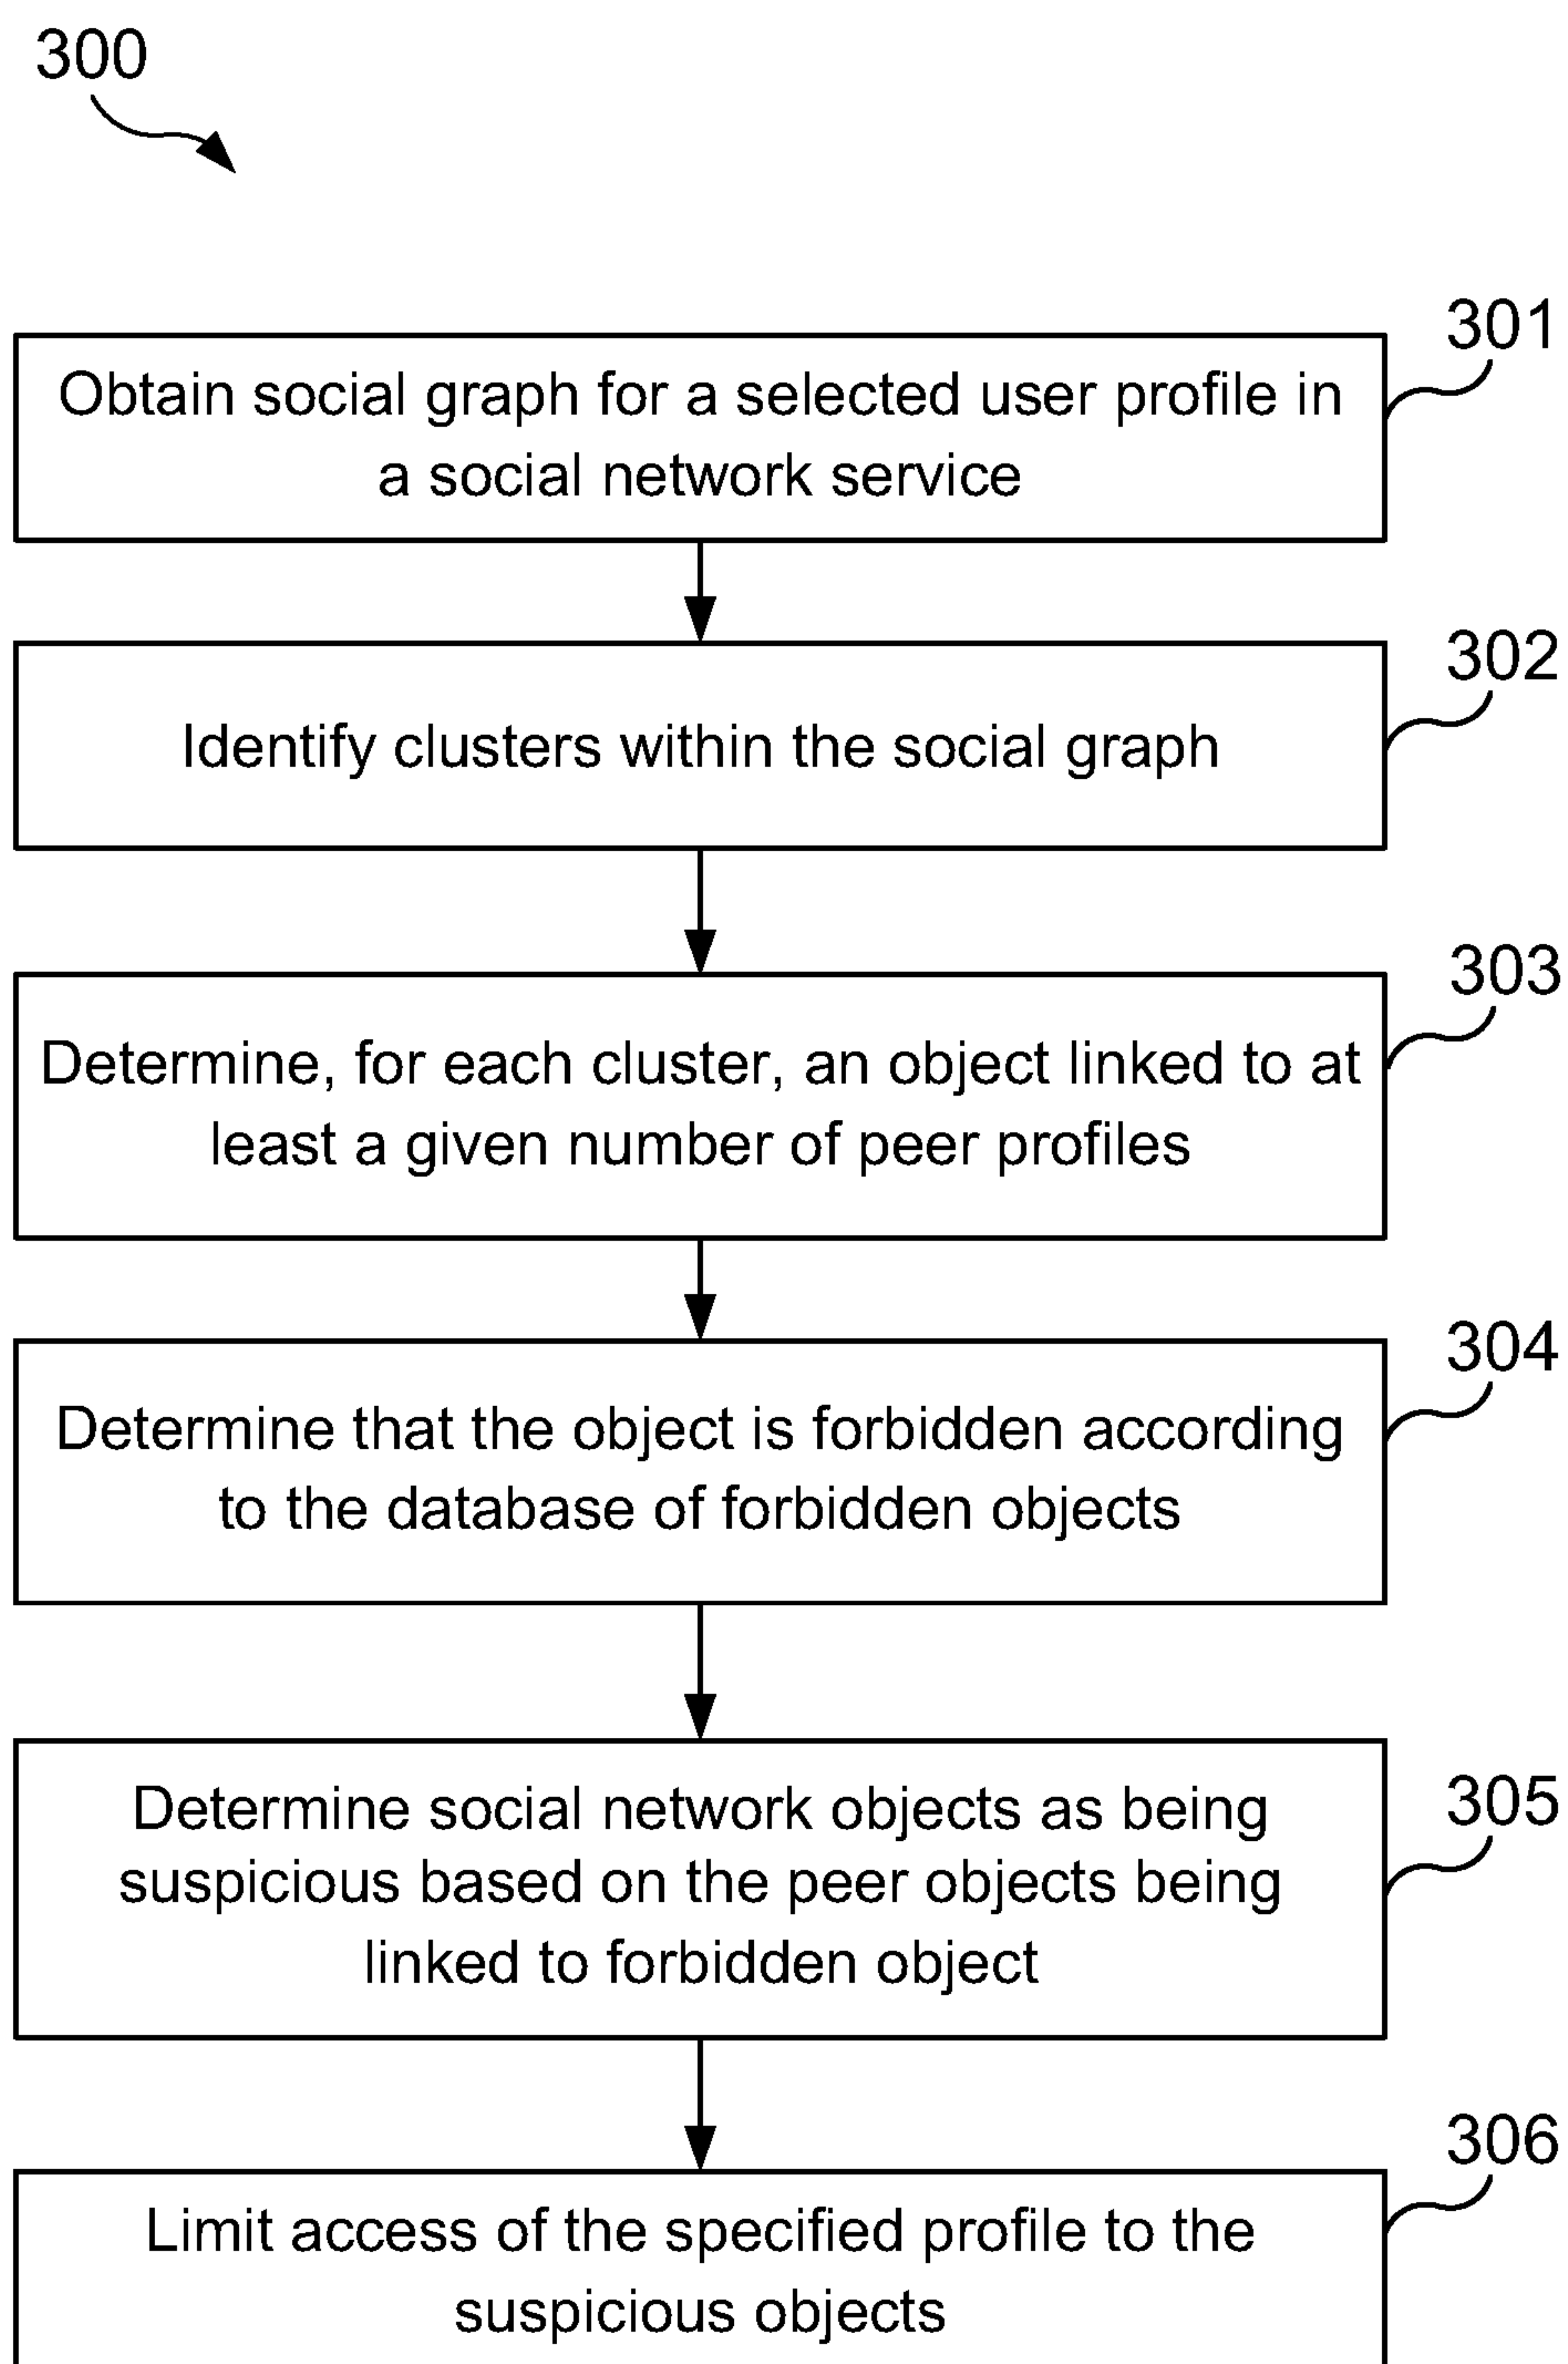 300
301
Obtain social graph for a selected user profile in
a social network service
302
Identify clusters within the social graph
303
Determine, for each cluster, an object linked to at
least a given number of peer profiles
304
Determine that the object is forbidden according
to the database of forbidden objects
305
Determine social network objects as being
suspicious based on the peer objects being
linked to forbidden object
306
Limit access of the specified profile to the
suspicious objects